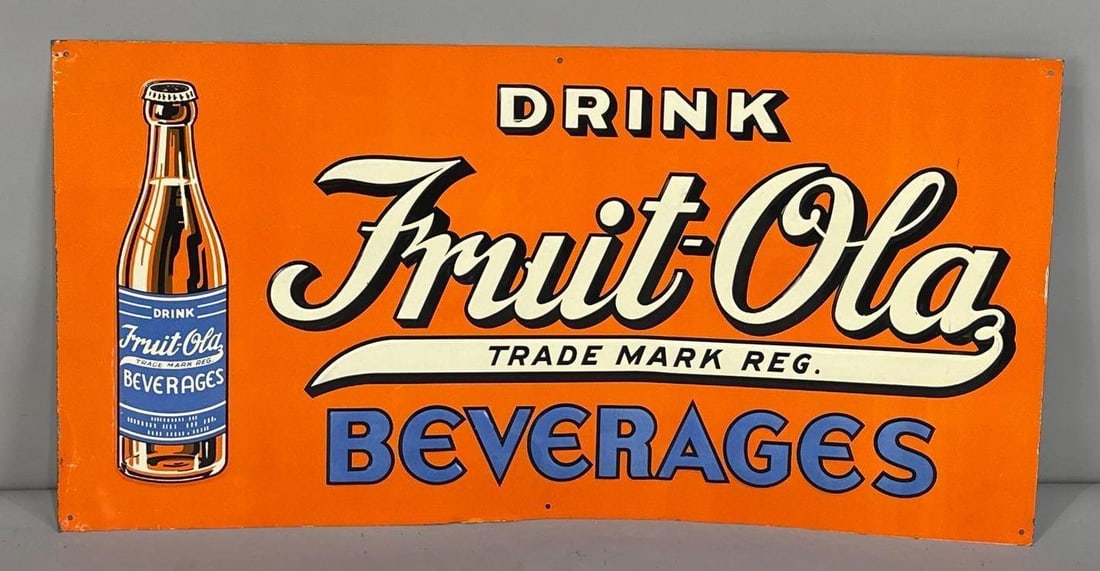 DRINK
Fruit-Ola
TRADE MARK REG.
BEVERAGES
DRINK
Fruit-Ola
TRADE MARK REG.
BEVERAGES